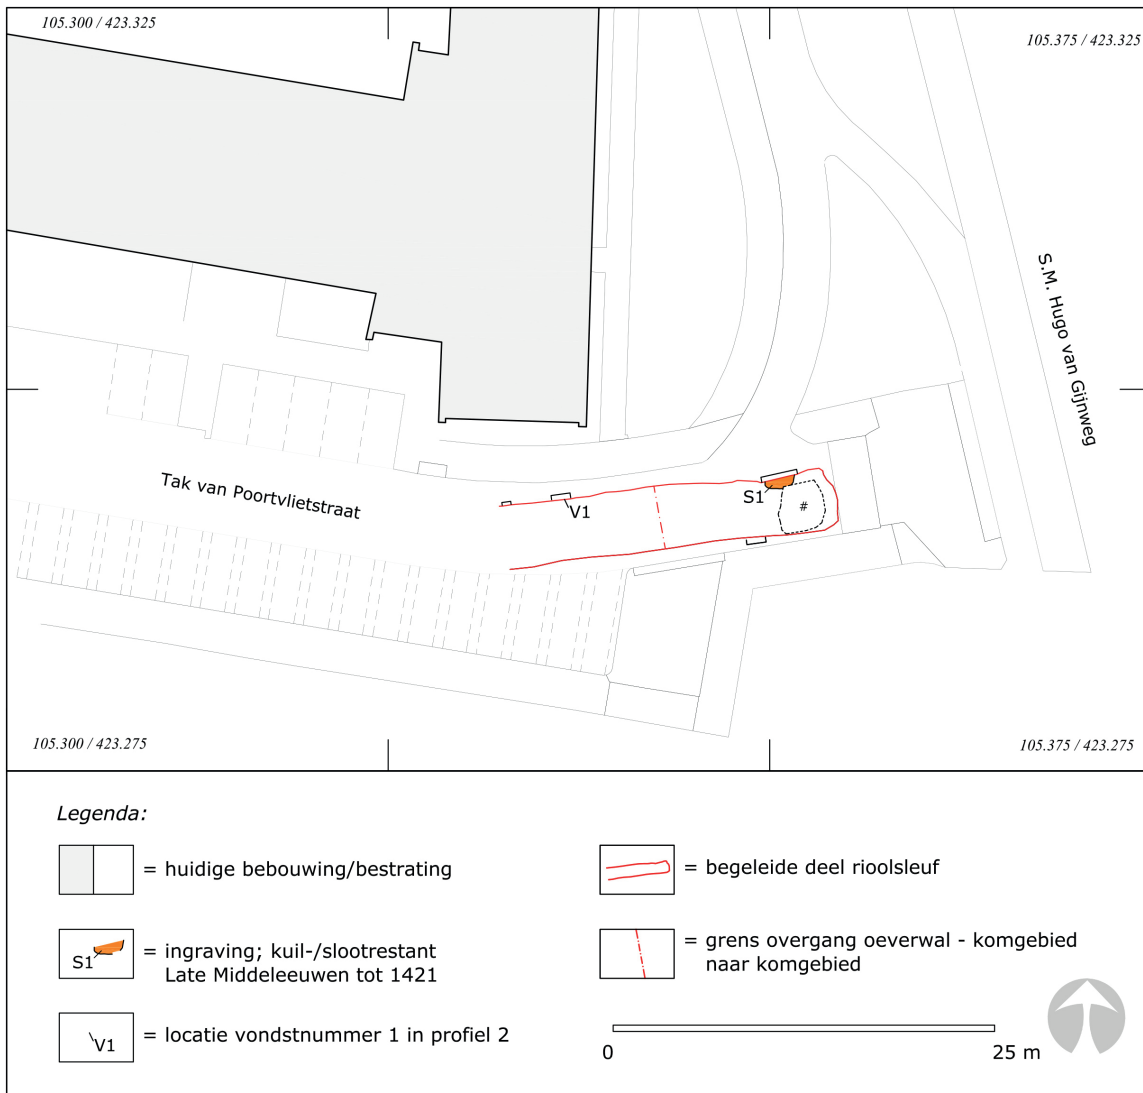 105.300 / 423.325
105.375 / 423.325
S.M. Hugo van Gijnweg
Tak van Poortvlietstraat
V1
S1
#
105.300 / 423.275
105.375 / 423.275
Legenda:
= huidige bebouwing/bestrating
S1
= ingraving; kuil-/slootrestant
Late Middeleeuwen tot 1421
V1
= locatie vondstnummer 1 in profiel 2
= begeleide deel rioolsleuf
= grens overgang oeverwal - komgebied
naar komgebied
0
25 m